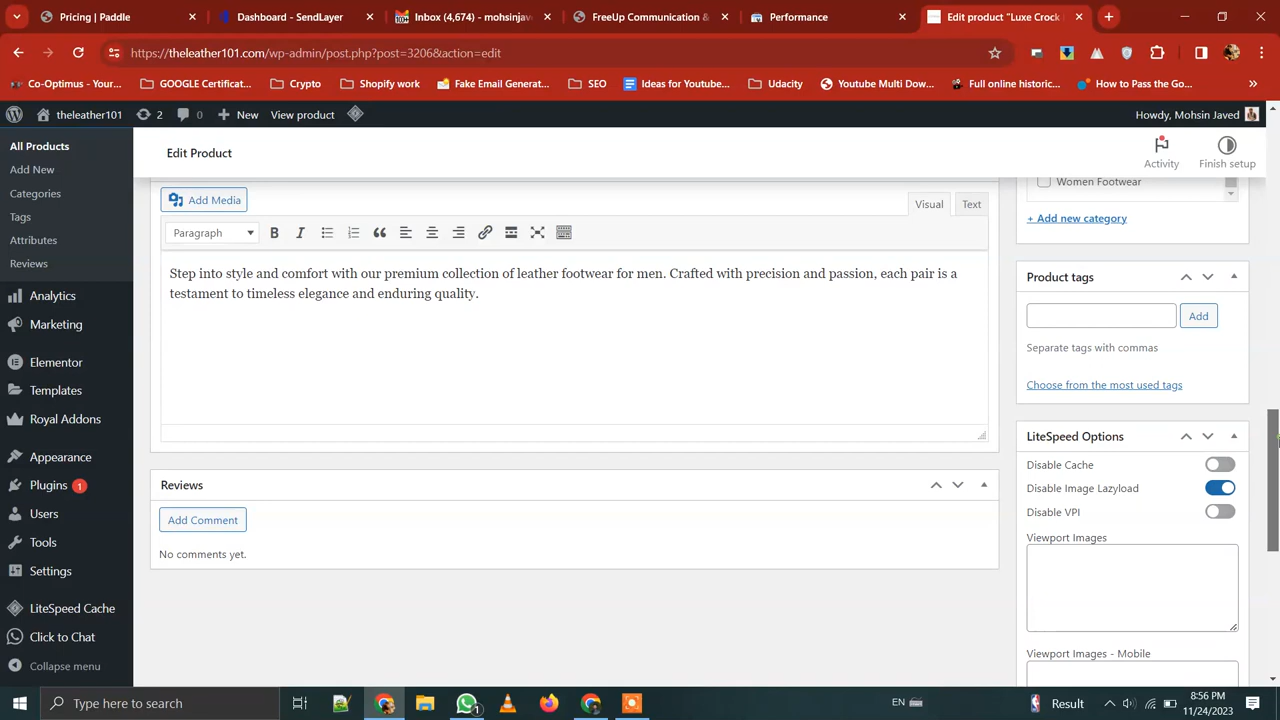 Pricing | Paddle
Dashboard - SendLayer
Inbox (4,674) - mohsinjav
FreeUp Communication &
Performance
Edit product "Luxe Crock
https://theleather101.com/wp-admin/post.php?post=3206&action=edit
Co-Optimus - Your...
GOOGLE Certificat...
Crypto
Shopify work
Fake Email Generat...
SEO
Ideas for Youtube...
Udacity
Youtube Multi Dow...
Full online historic...
How to Pass the Go...
theleather101
2
0
New
View product
Howdy, Mohsin Javed
All Products
Add New
Categories
Tags
Attributes
Reviews
Analytics
Marketing
Elementor
Templates
Royal Addons
Appearance
Plugins 1
Users
Tools
Settings
LiteSpeed Cache
Click to Chat
Collapse menu
Edit Product
Activity
Finish setup
Add Media
Visual
Text
Paragraph
Step into style and comfort with our premium collection of leather footwear for men. Crafted with precision and passion, each pair is a
testament to timeless elegance and enduring quality.
Reviews
Add Comment
No comments yet.
Women Footwear
+ Add new category
Product tags
Add
Separate tags with commas
Choose from the most used tags
LiteSpeed Options
Disable Cache
Disable Image Lazyload
Disable VPI
Viewport Images
Viewport Images - Mobile
Type here to search
1
EN
Result
8:56 PM
11/24/2023